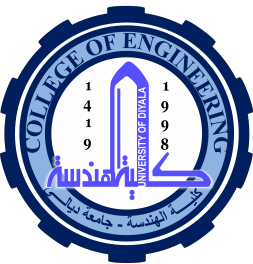 COLLEGE OF ENGINEERING
1419
1998
UNIVERSITY OF DIYALA
كلية الهندسة
كلية الهندسة - جامعة ديالى